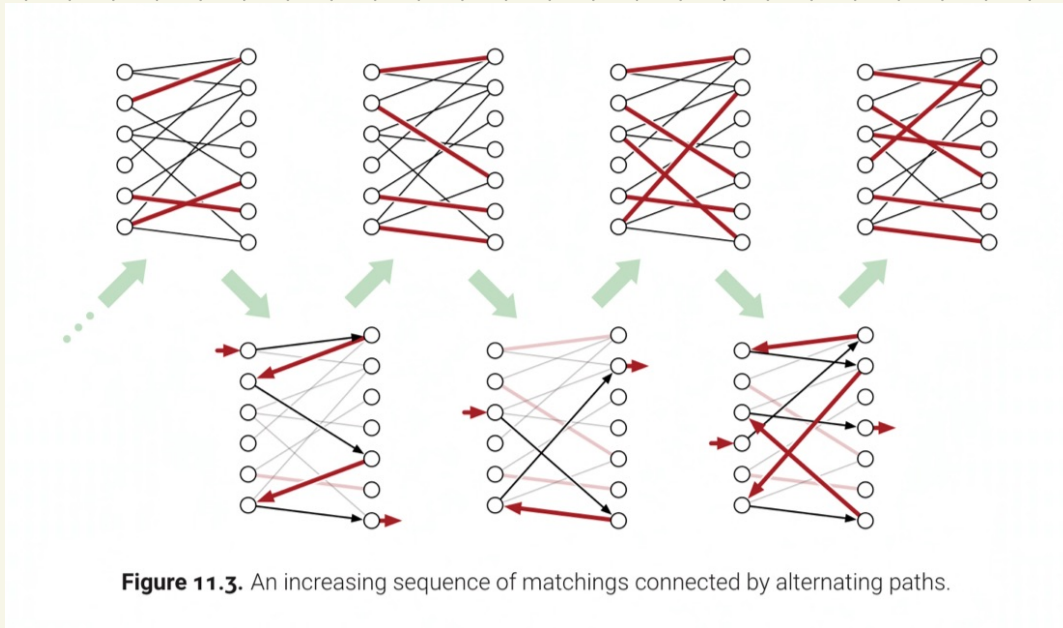 Figure 11.3. An increasing sequence of matchings connected by alternating paths.